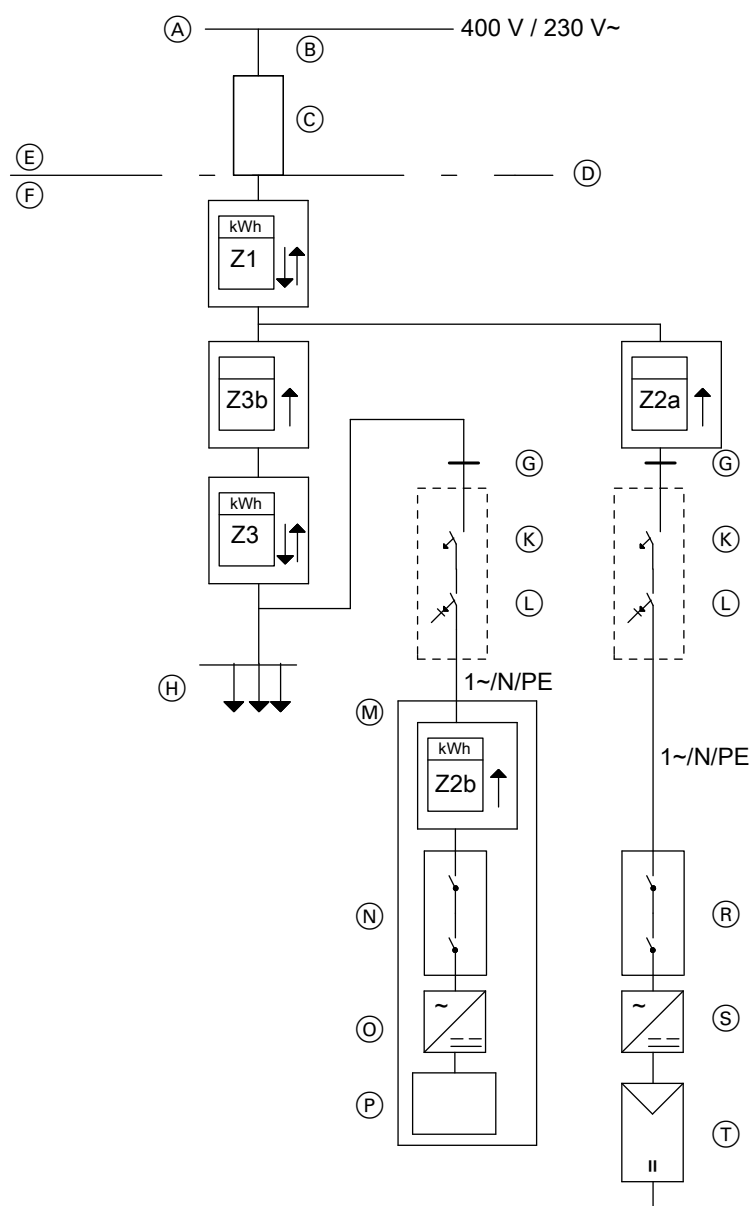 Ⓐ 400 V / 230 V~
Ⓑ
Ⓒ
Ⓔ
Ⓓ
Ⓕ
kWh
Z1
Z3b
Z2a
Ⓖ Ⓖ
kWh
Z3
Ⓚ Ⓚ
Ⓛ Ⓛ
Ⓗ
1~/N/PE
Ⓜ
kWh
Z2b
1~/N/PE
Ⓝ Ⓡ
~ ~
Ⓞ Ⓢ
Ⓟ
Ⓣ